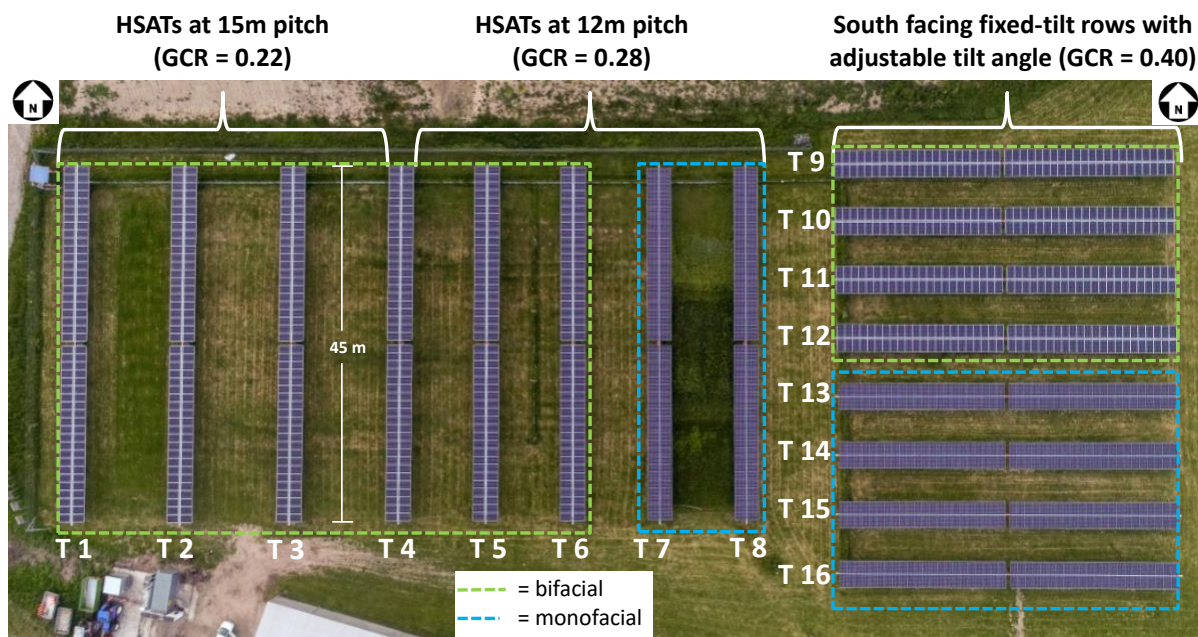 HSATs at 15m pitch
(GCR = 0.22)
HSATs at 12m pitch
(GCR = 0.28)
South facing fixed-tilt rows with
adjustable tilt angle (GCR = 0.40)
N
N
T 9
T 10
T 11
T 12
T 13
T 14
T 15
T 16
45 m
T 1
T 2
T 3
T 4
T 5
T 6
T 7
T 8
= bifacial
= monofacial